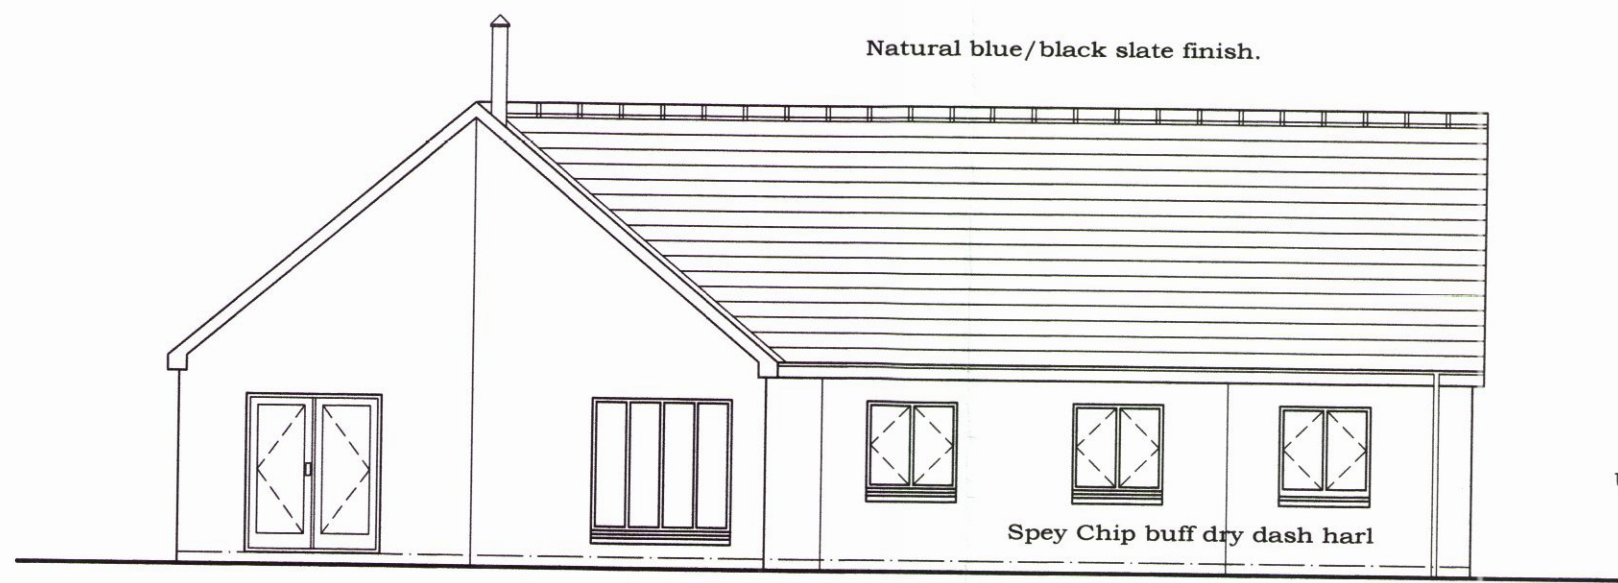 Natural blue/black slate finish.
Spey Chip buff dry dash harl